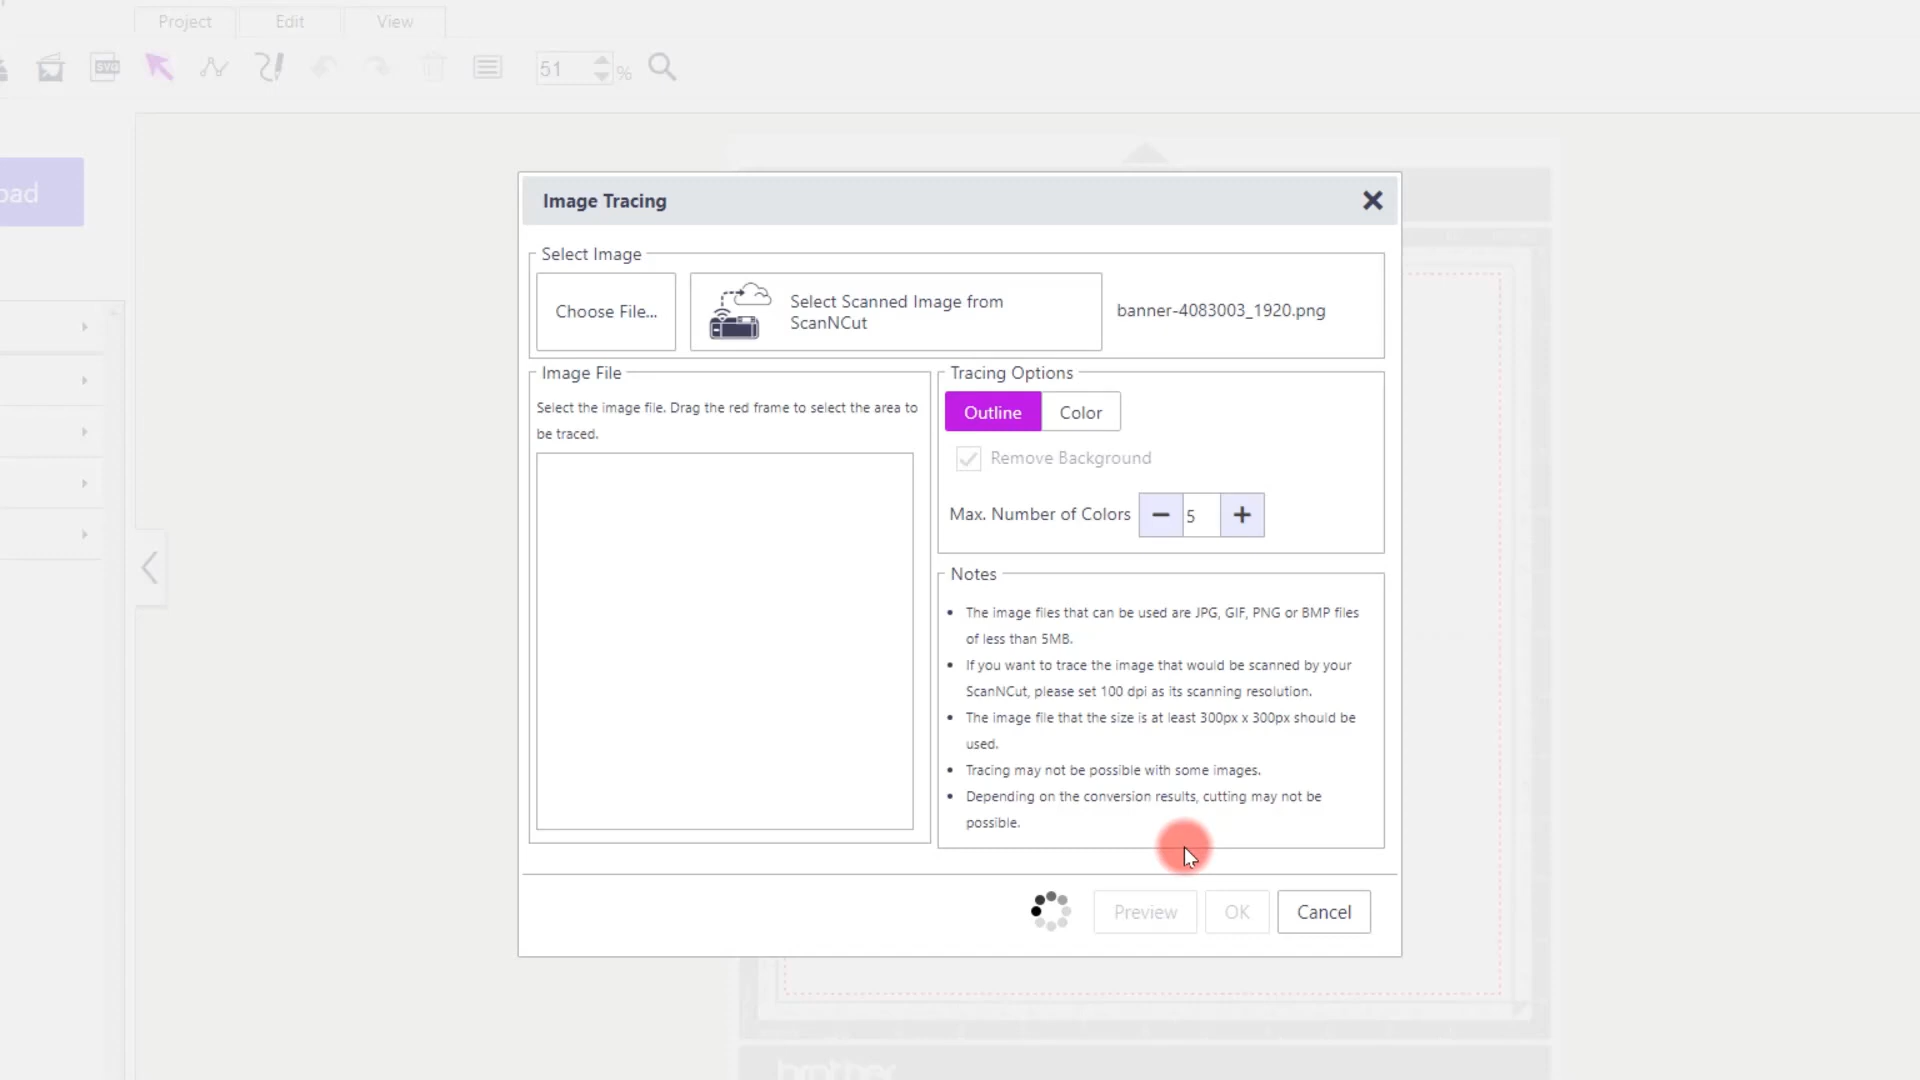 Project
Edit
View
SVG
51
%
Image Tracing
Select Image
Choose File...
Select Scanned Image from
ScanNCut
banner-4083003_1920.png
Image File
Select the image file. Drag the red frame to select the area to
be traced.
Tracing Options
Outline
Color
Remove Background
Max. Number of Colors
5
Notes
• The image files that can be used are JPG, GIF, PNG or BMP files
of less than 5MB.
• If you want to trace the image that would be scanned by your
ScanNCut, please set 100 dpi as its scanning resolution.
• The image file that the size is at least 300px x 300px should be
used.
• Tracing may not be possible with some images.
• Depending on the conversion results, cutting may not be
possible.
Preview
OK
Cancel
brother